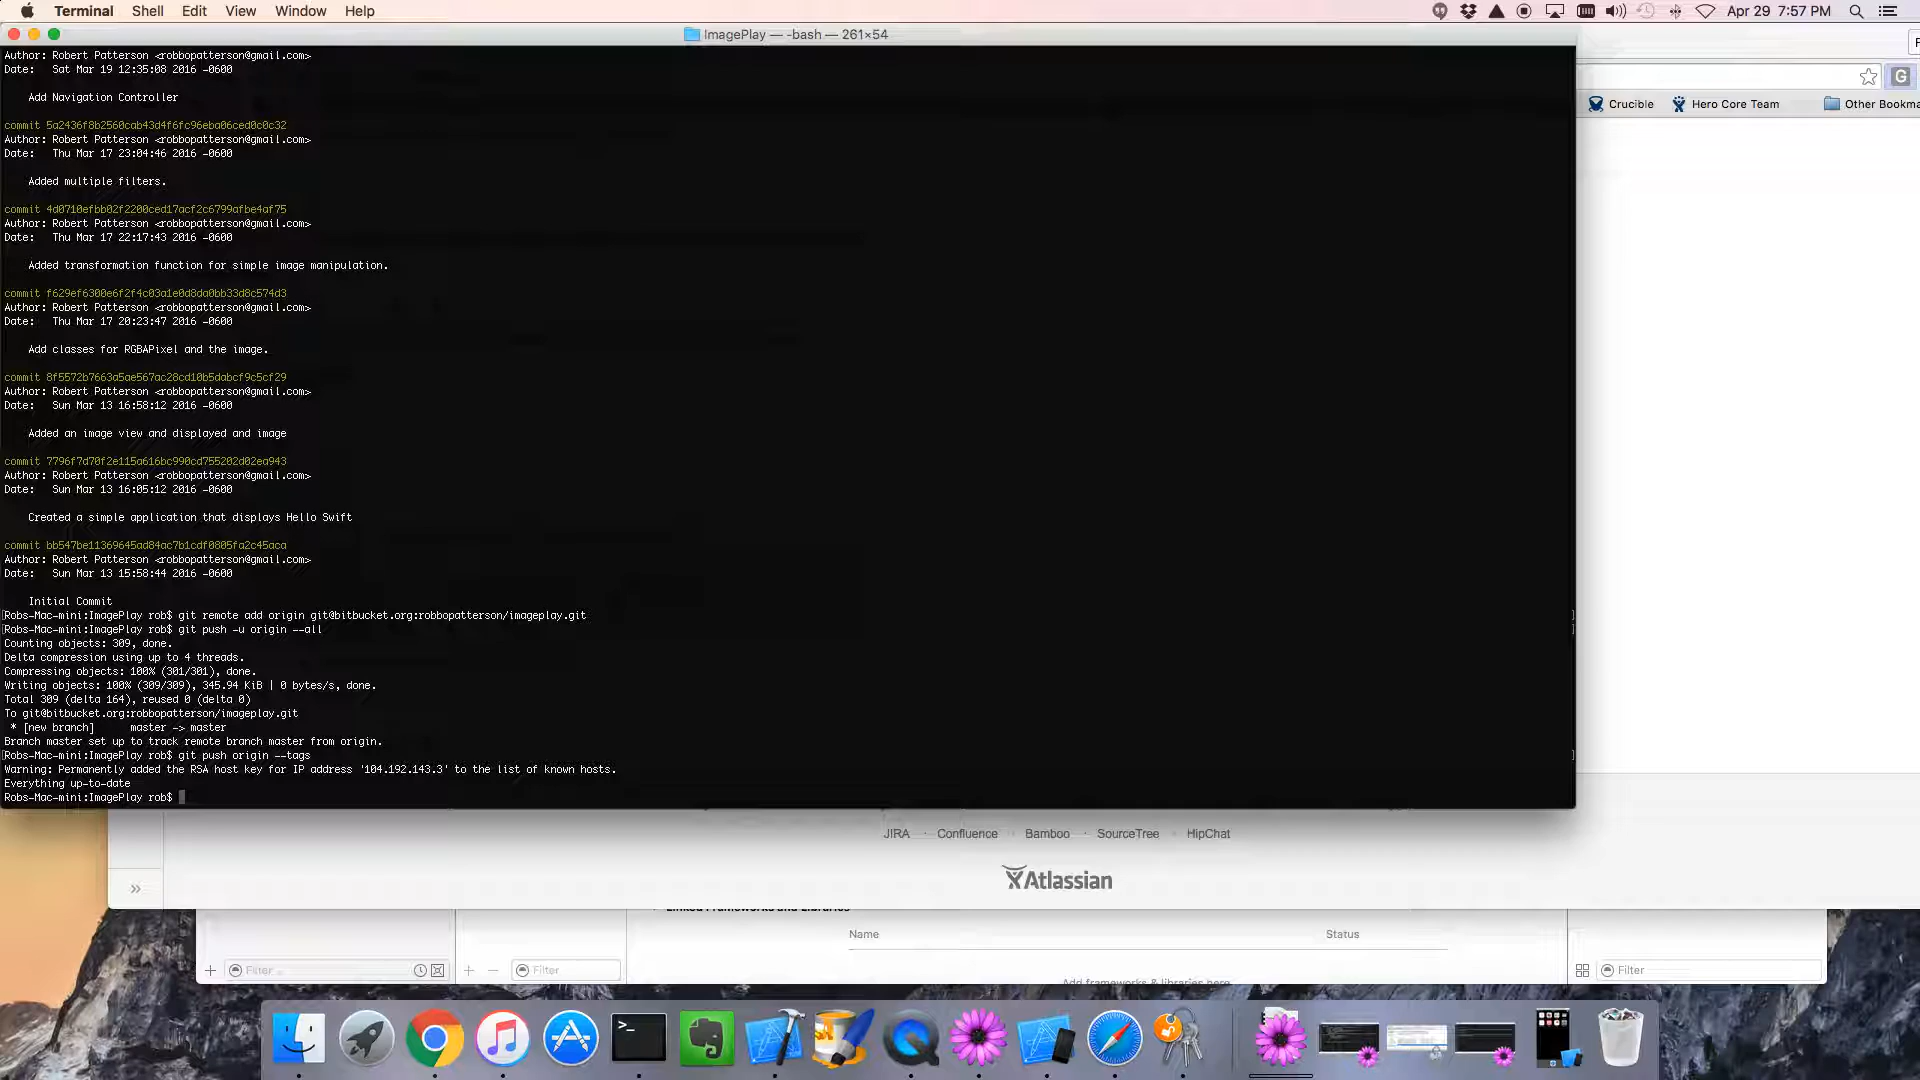 Terminal Shell Edit View Window Help Apr 29 7:57 PM
ImagePlay — -bash — 261×54
Author: Robert Patterson <robbopatterson@gmail.com>
Date:   Sat Mar 19 12:35:08 2016 -0600
Add Navigation Controller
commit 5a2436f8b2560cab43d4f6fc96eba06ced0c0c32
Author: Robert Patterson <robbopatterson@gmail.com>
Date:   Thu Mar 17 23:04:46 2016 -0600
Added multiple filters.
commit 4d0710efbb02f2200ced17acf2c6799afbe4af75
Author: Robert Patterson <robbopatterson@gmail.com>
Date:   Thu Mar 17 22:17:43 2016 -0600
Added transformation function for simple image manipulation.
commit f629ef6300e6f2f4c03a1e0d8da0bb33d8c574d3
Author: Robert Patterson <robbopatterson@gmail.com>
Date:   Thu Mar 17 20:23:47 2016 -0600
Add classes for RGBAPixel and the image.
commit 8f5572b7663a5ae567ac28cd10b5dabcf9c5cf29
Author: Robert Patterson <robbopatterson@gmail.com>
Date:   Sun Mar 13 16:58:12 2016 -0600
Added an image view and displayed and image
commit 7796f7d70f2e115a616bc990cd755202d02ea943
Author: Robert Patterson <robbopatterson@gmail.com>
Date:   Sun Mar 13 16:05:12 2016 -0600
Created a simple application that displays Hello Swift
commit bb547be11369645ad84ac7b1cdf0805fa2c45aca
Author: Robert Patterson <robbopatterson@gmail.com>
Date:   Sun Mar 13 15:58:44 2016 -0600
Initial Commit
[Robs-Mac-mini:ImagePlay rob$ git remote add origin git@bitbucket.org:robbopatterson/imageplay.git ]
[Robs-Mac-mini:ImagePlay rob$ git push -u origin --all ]
Counting objects: 309, done.
Delta compression using up to 4 threads.
Compressing objects: 100% (301/301), done.
Writing objects: 100% (309/309), 345.94 KiB | 0 bytes/s, done.
Total 309 (delta 164), reused 0 (delta 0)
To git@bitbucket.org:robbopatterson/imageplay.git
 * [new branch]      master -> master
Branch master set up to track remote branch master from origin.
[Robs-Mac-mini:ImagePlay rob$ git push origin --tags ]
Warning: Permanently added the RSA host key for IP address '104.192.143.3' to the list of known hosts.
Everything up-to-date
Robs-Mac-mini:ImagePlay rob$
G
Crucible Hero Core Team Other Bookma
JIRA · Confluence · Bamboo · SourceTree · HipChat
Atlassian
»
Linked Frameworks and Libraries
Name Status
Add frameworks & libraries here
Filter Filter Filter